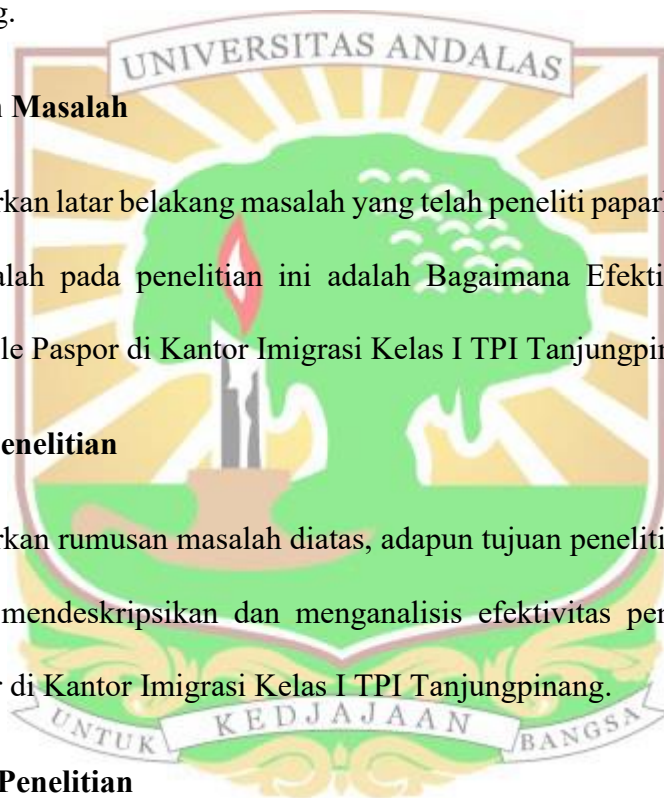 g.
UNIVERSITAS ANDALAS
Masalah
rkan latar belakang masalah yang telah peneliti papar
alah pada penelitian ini adalah Bagaimana Efekti
le Paspor di Kantor Imigrasi Kelas I TPI Tanjungpin
enelitian
rkan rumusan masalah diatas, adapun tujuan peneliti
mendeskripsikan dan menganalisis efektivitas pen
r di Kantor Imigrasi Kelas I TPI Tanjungpinang.
UNTUK KEDJAJAAN BANGSA
Penelitian